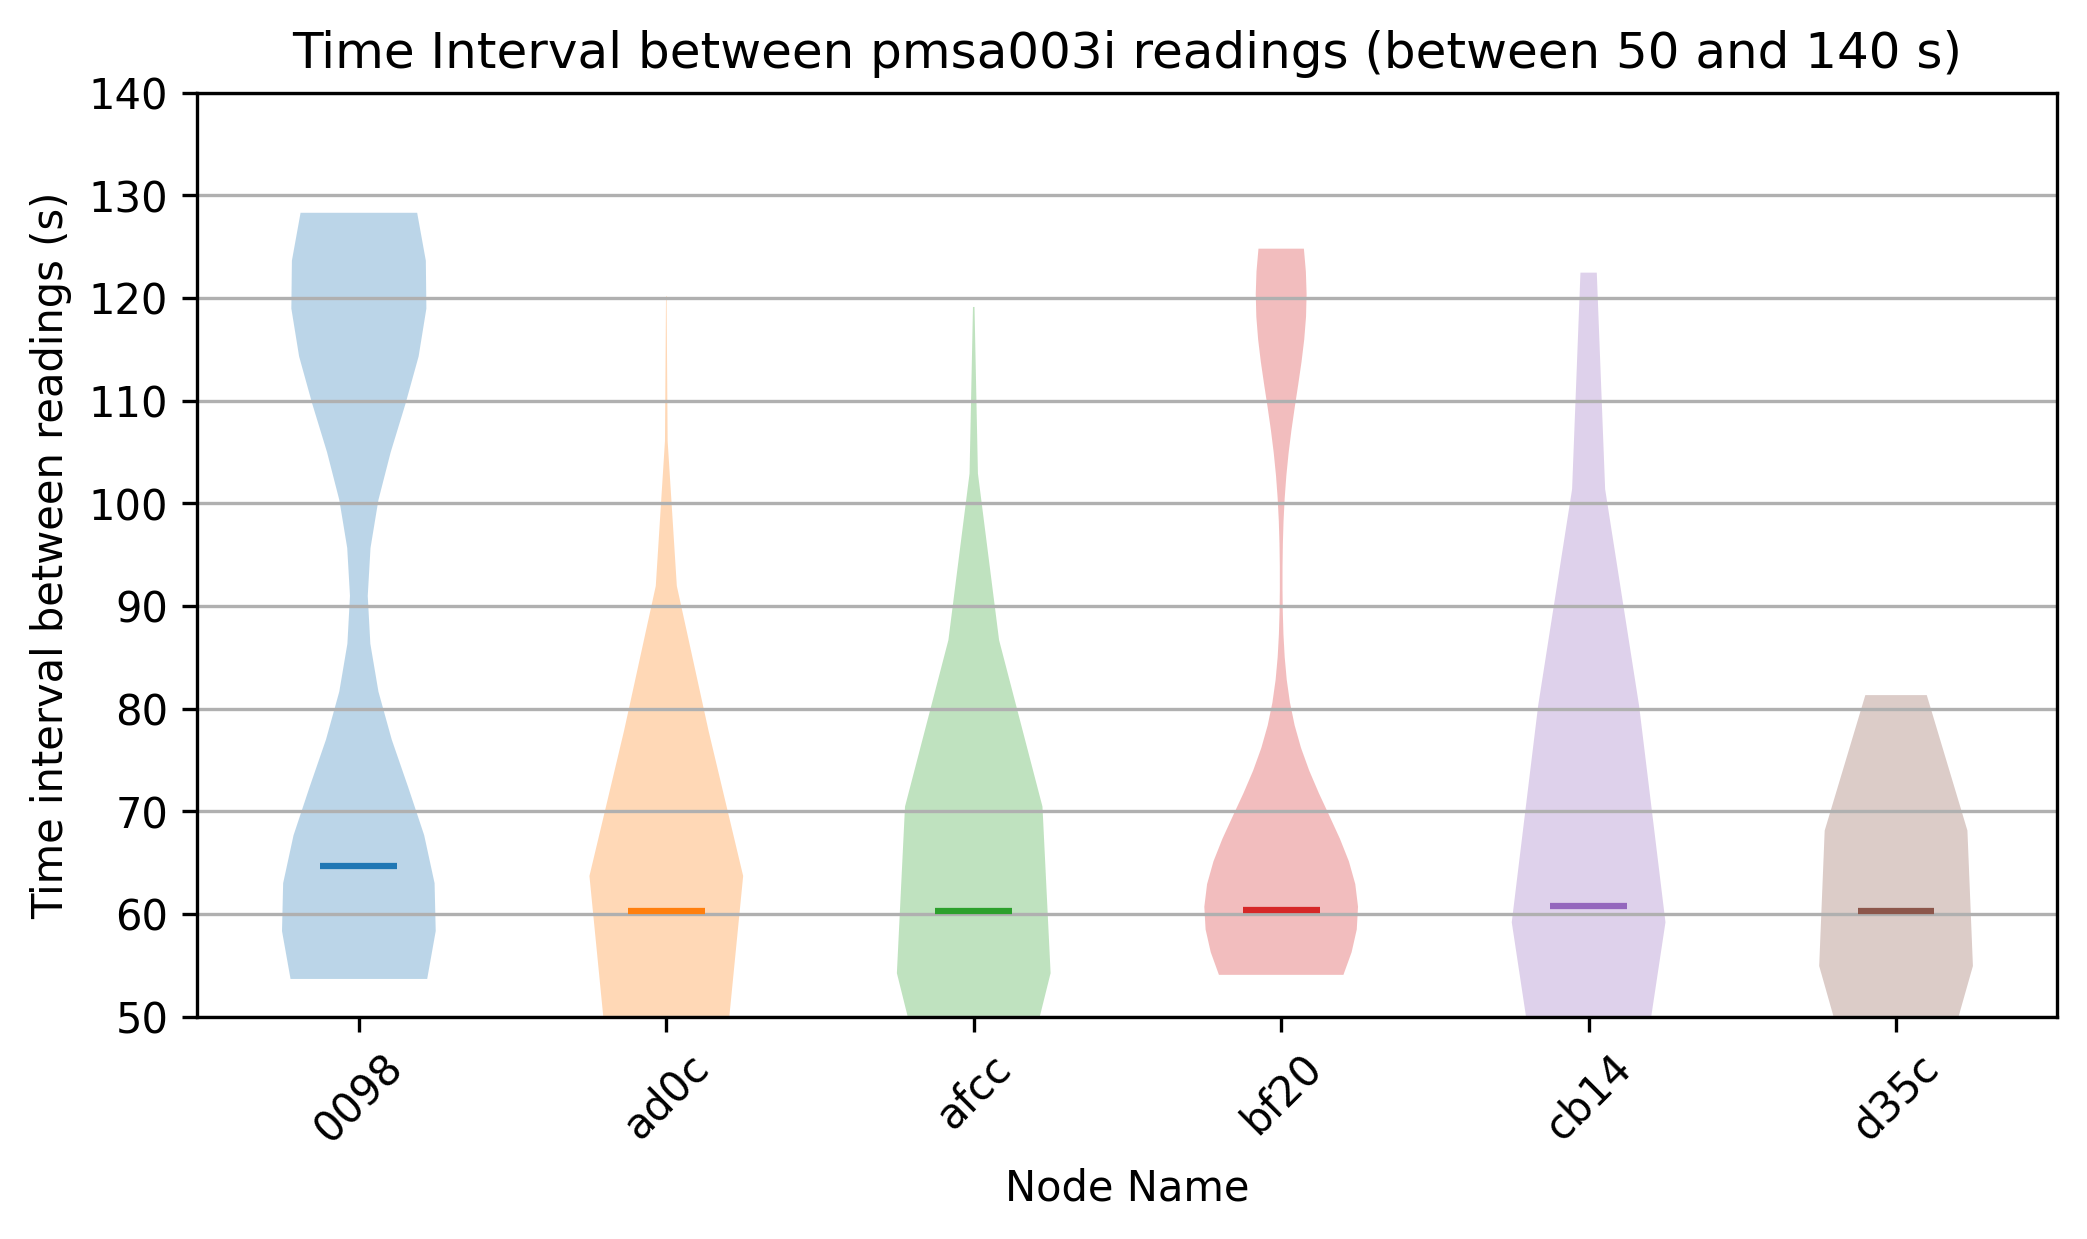 Time Interval between pmsa003i readings (between 50 and 140 s)
Time interval between readings (s)
140
130
120
110
100
90
80
70
60
50
0098
ad0c
afcc
bf20
cb14
d35c
Node Name